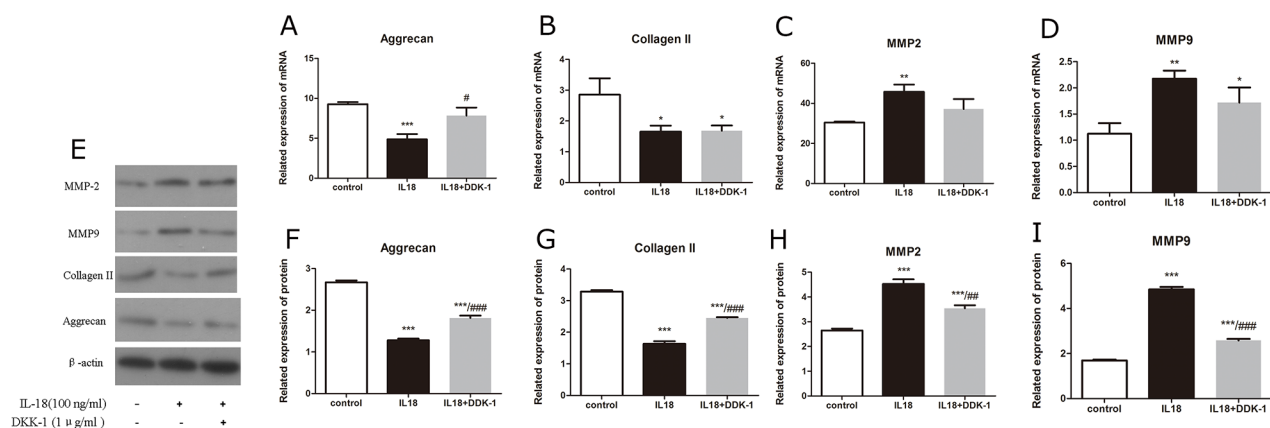 A
Aggrecan
Related expression of mRNA
15
10
5
0
***
#
control
IL18
IL18+DDK-1
B
Collagen II
Related expression of mRNA
4
3
2
1
0
*
*
control
IL18
IL18+DDK-1
C
MMP2
Related expression of mRNA
60
40
20
0
**
control
IL18
IL18+DDK-1
D
MMP9
Related expression of mRNA
2.5
2.0
1.5
1.0
0.5
0.0
**
*
control
IL18
IL18+DDK-1
E
MMP-2
MMP9
Collagen II
Aggrecan
β-actin
IL-18(100 ng/ml) - + +
DKK-1 (1 μg/ml ) - - +
F
Aggrecan
Related expression of protein
3
2
1
0
***
***/###
control
IL18
IL18+DDK-1
G
Collagen II
Related expression of protein
4
3
2
1
0
***
***/###
control
IL18
IL18+DDK-1
H
MMP2
Related expression of protein
5
4
3
2
1
0
***
***/##
control
IL18
IL18+DDK-1
I
MMP9
Related expression of protein
6
4
2
0
***
***/###
control
IL18
IL18+DDK-1